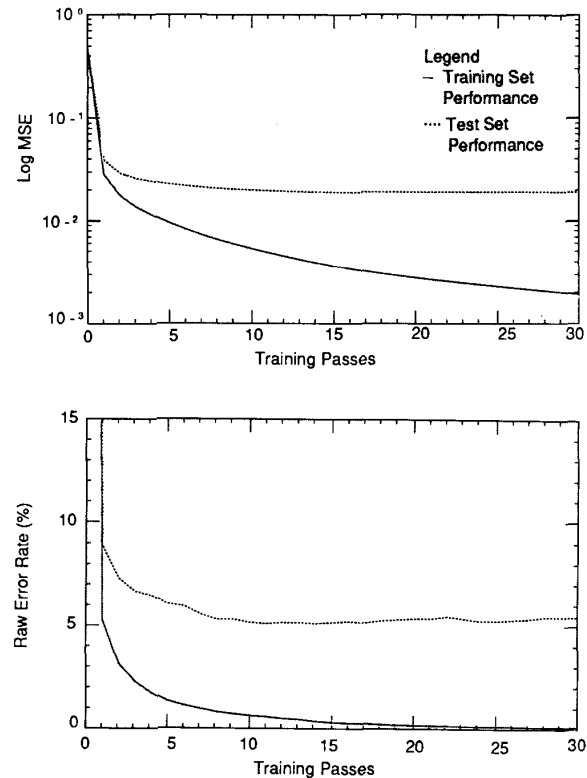 10⁰
10⁻¹
10⁻²
10⁻³
Log MSE
Legend
— Training Set
Performance
...... Test Set
Performance
0 5 10 15 20 25 30
Training Passes
15
10
5
0
Raw Error Rate (%)
0 5 10 15 20 25 30
Training Passes